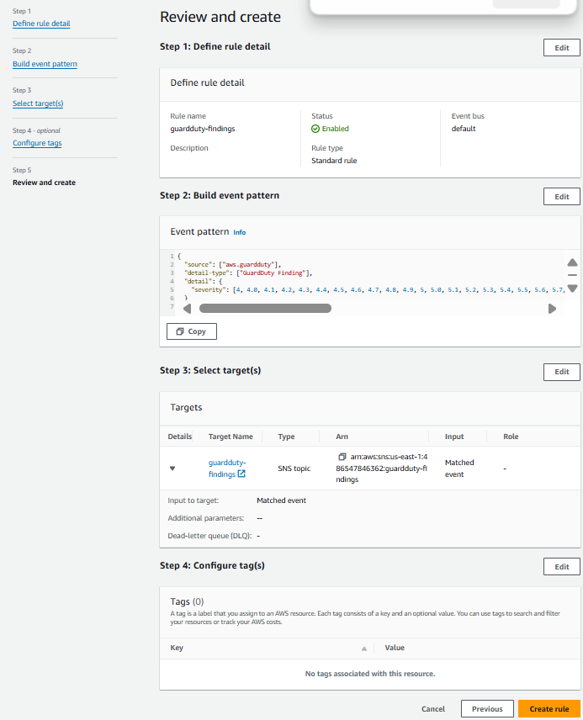 Step 1
Define rule detail
Step 2
Build event pattern
Step 3
Select target(s)
Step 4 - optional
Configure tags
Step 5
Review and create
Review and create
Step 1: Define rule detail
Edit
Define rule detail
Rule name
guardduty-findings
Status
Enabled
Event bus
default
Description
Rule type
Standard rule
Step 2: Build event pattern
Edit
Event pattern Info
1 {
2 "source": ["aws.guardduty"],
3 "detail-type": ["GuardDuty Finding"],
4 "detail": {
5 "severity": [4, 4.0, 4.1, 4.2, 4.3, 4.4, 4.5, 4.6, 4.7, 4.8, 4.9, 5, 5.0, 5.1, 5.2, 5.3, 5.4, 5.5, 5.6, 5.7,
6 }
7
Copy
Step 3: Select target(s)
Edit
Targets
Details Target Name Type Arn Input Role
guardduty-
findings
SNS topic
arn:aws:sns:us-east-1:4
86547846362:guardduty-fi
ndings
Matched
event
-
Input to target: Matched event
Additional parameters: —
Dead-letter queue (DLQ): -
Step 4: Configure tag(s)
Edit
Tags (0)
A tag is a label that you assign to an AWS resource. Each tag consists of a key and an optional value. You can use tags to search and filter
your resources or track your AWS costs.
Key Value
No tags associated with this resource.
Cancel Previous Create rule